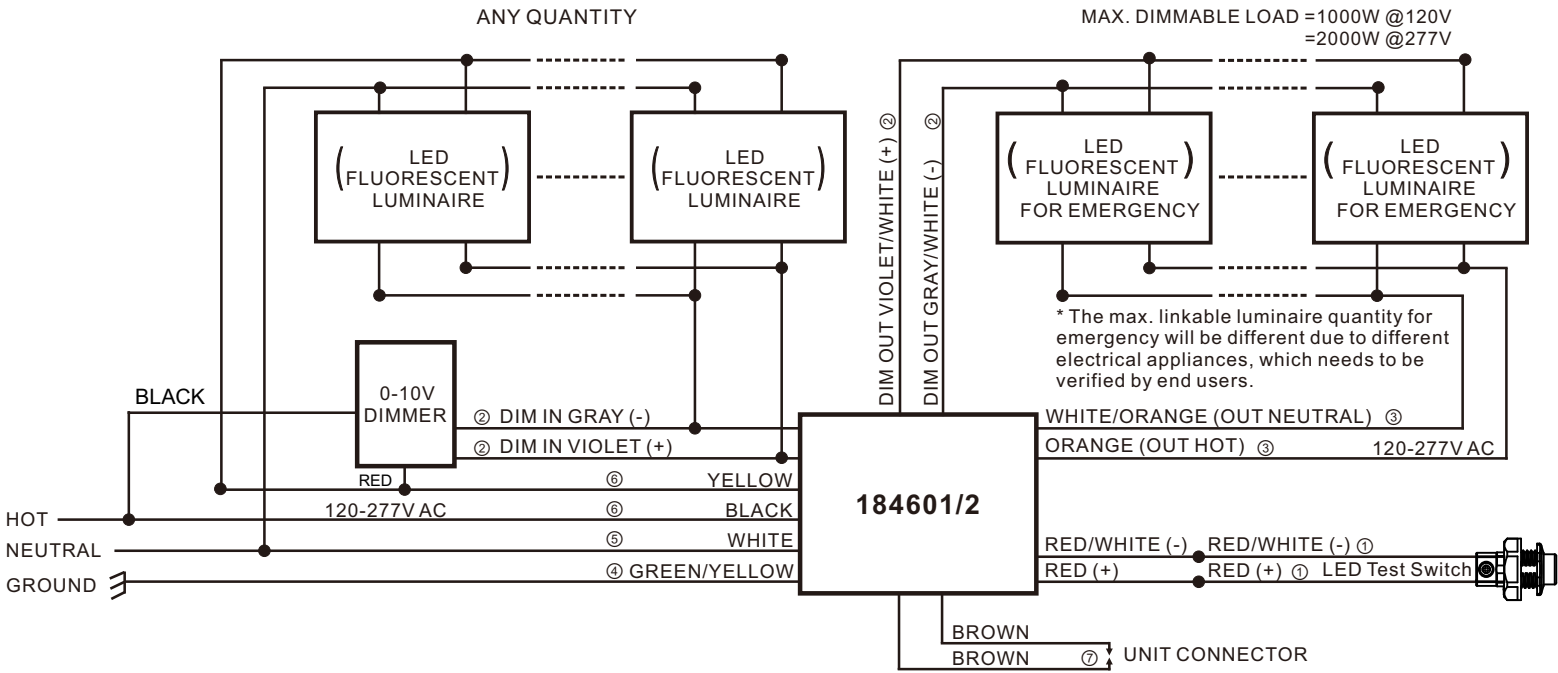 ANY QUANTITY
MAX. DIMMABLE LOAD =1000W @120V
=2000W @277V
( LED
FLUORESCENT )
LUMINAIRE
( LED
FLUORESCENT )
LUMINAIRE
DIM OUT VIOLET/WHITE (+) ②
DIM OUT GRAY/WHITE (-) ②
( LED
FLUORESCENT )
LUMINAIRE
FOR EMERGENCY
( LED
FLUORESCENT )
LUMINAIRE
FOR EMERGENCY
* The max. linkable luminaire quantity for
emergency will be different due to different
electrical appliances, which needs to be
verified by end users.
BLACK
0-10V
DIMMER
② DIM IN GRAY (-)
② DIM IN VIOLET (+)
RED
⑥ YELLOW
HOT
120-277V AC ⑥ BLACK
NEUTRAL
⑤ WHITE
GROUND
④ GREEN/YELLOW
184601/2
WHITE/ORANGE (OUT NEUTRAL) ③
ORANGE (OUT HOT) ③ 120-277V AC
RED/WHITE (-) RED/WHITE (-) ①
RED (+) RED (+) ① LED Test Switch
BROWN
BROWN ⑦ UNIT CONNECTOR